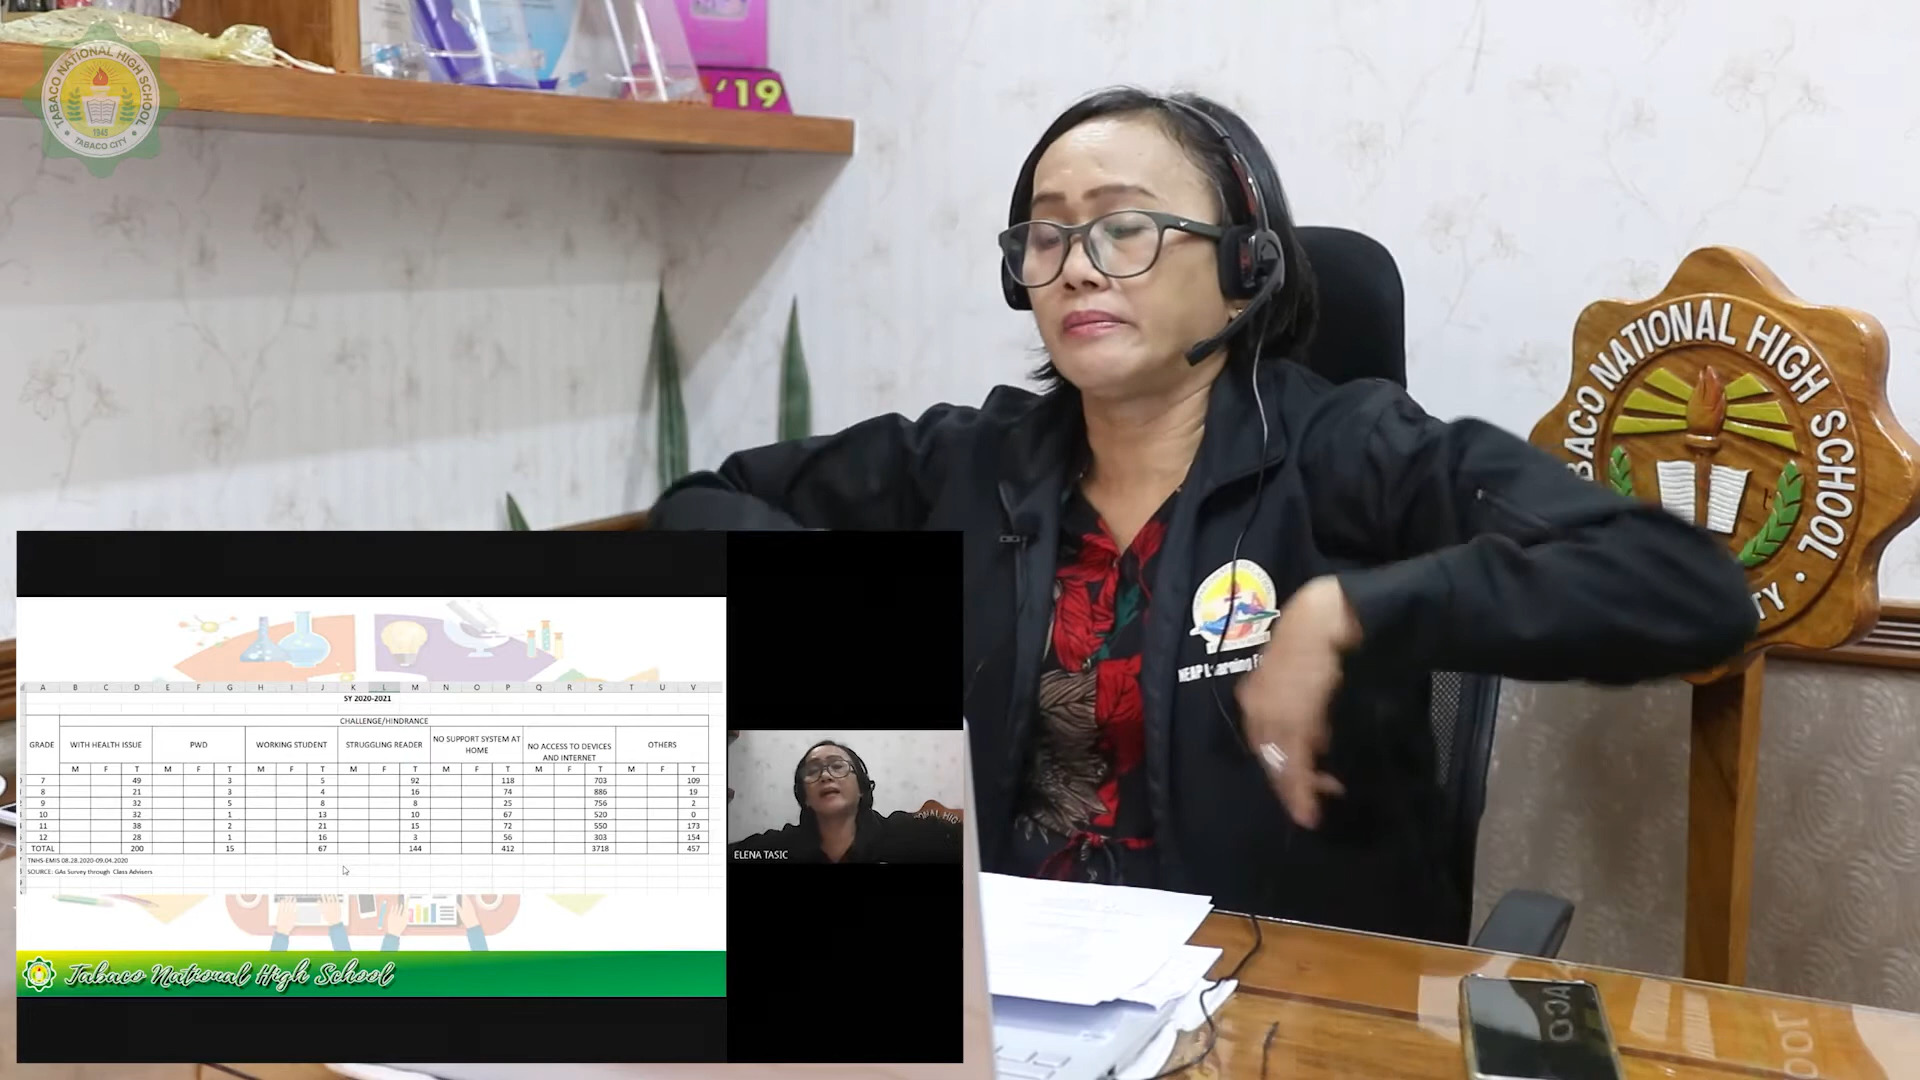 TABACO NATIONAL HIGH SCHOOL
1945
TABACO CITY
'19
NATIONAL HIGH SCHOOL
A B C D E F G H I J K L M N O P Q R S T U V
SY 2020-2021
CHALLENGE/HINDRANCE
GRADE WITH HEALTH ISSUE PWD WORKING STUDENT STRUGGLING READER NO SUPPORT SYSTEM AT HOME NO ACCESS TO DEVICES AND INTERNET OTHERS
M F T M F T M F T M F T M F T M F T M F T
7 49 3 5 92 118 703 109
8 21 3 4 16 74 886 19
9 32 5 8 8 25 756 2
10 32 1 13 10 67 520 0
11 38 2 21 15 72 550 173
12 28 1 16 3 56 303 154
TOTAL 200 15 67 144 412 3718 457
TNHS-EMIS 08.28.2020-09.04.2020
SOURCE: GAs Survey through Class Advisers
Tabaco National High School
ELENA TASIC
NEAP